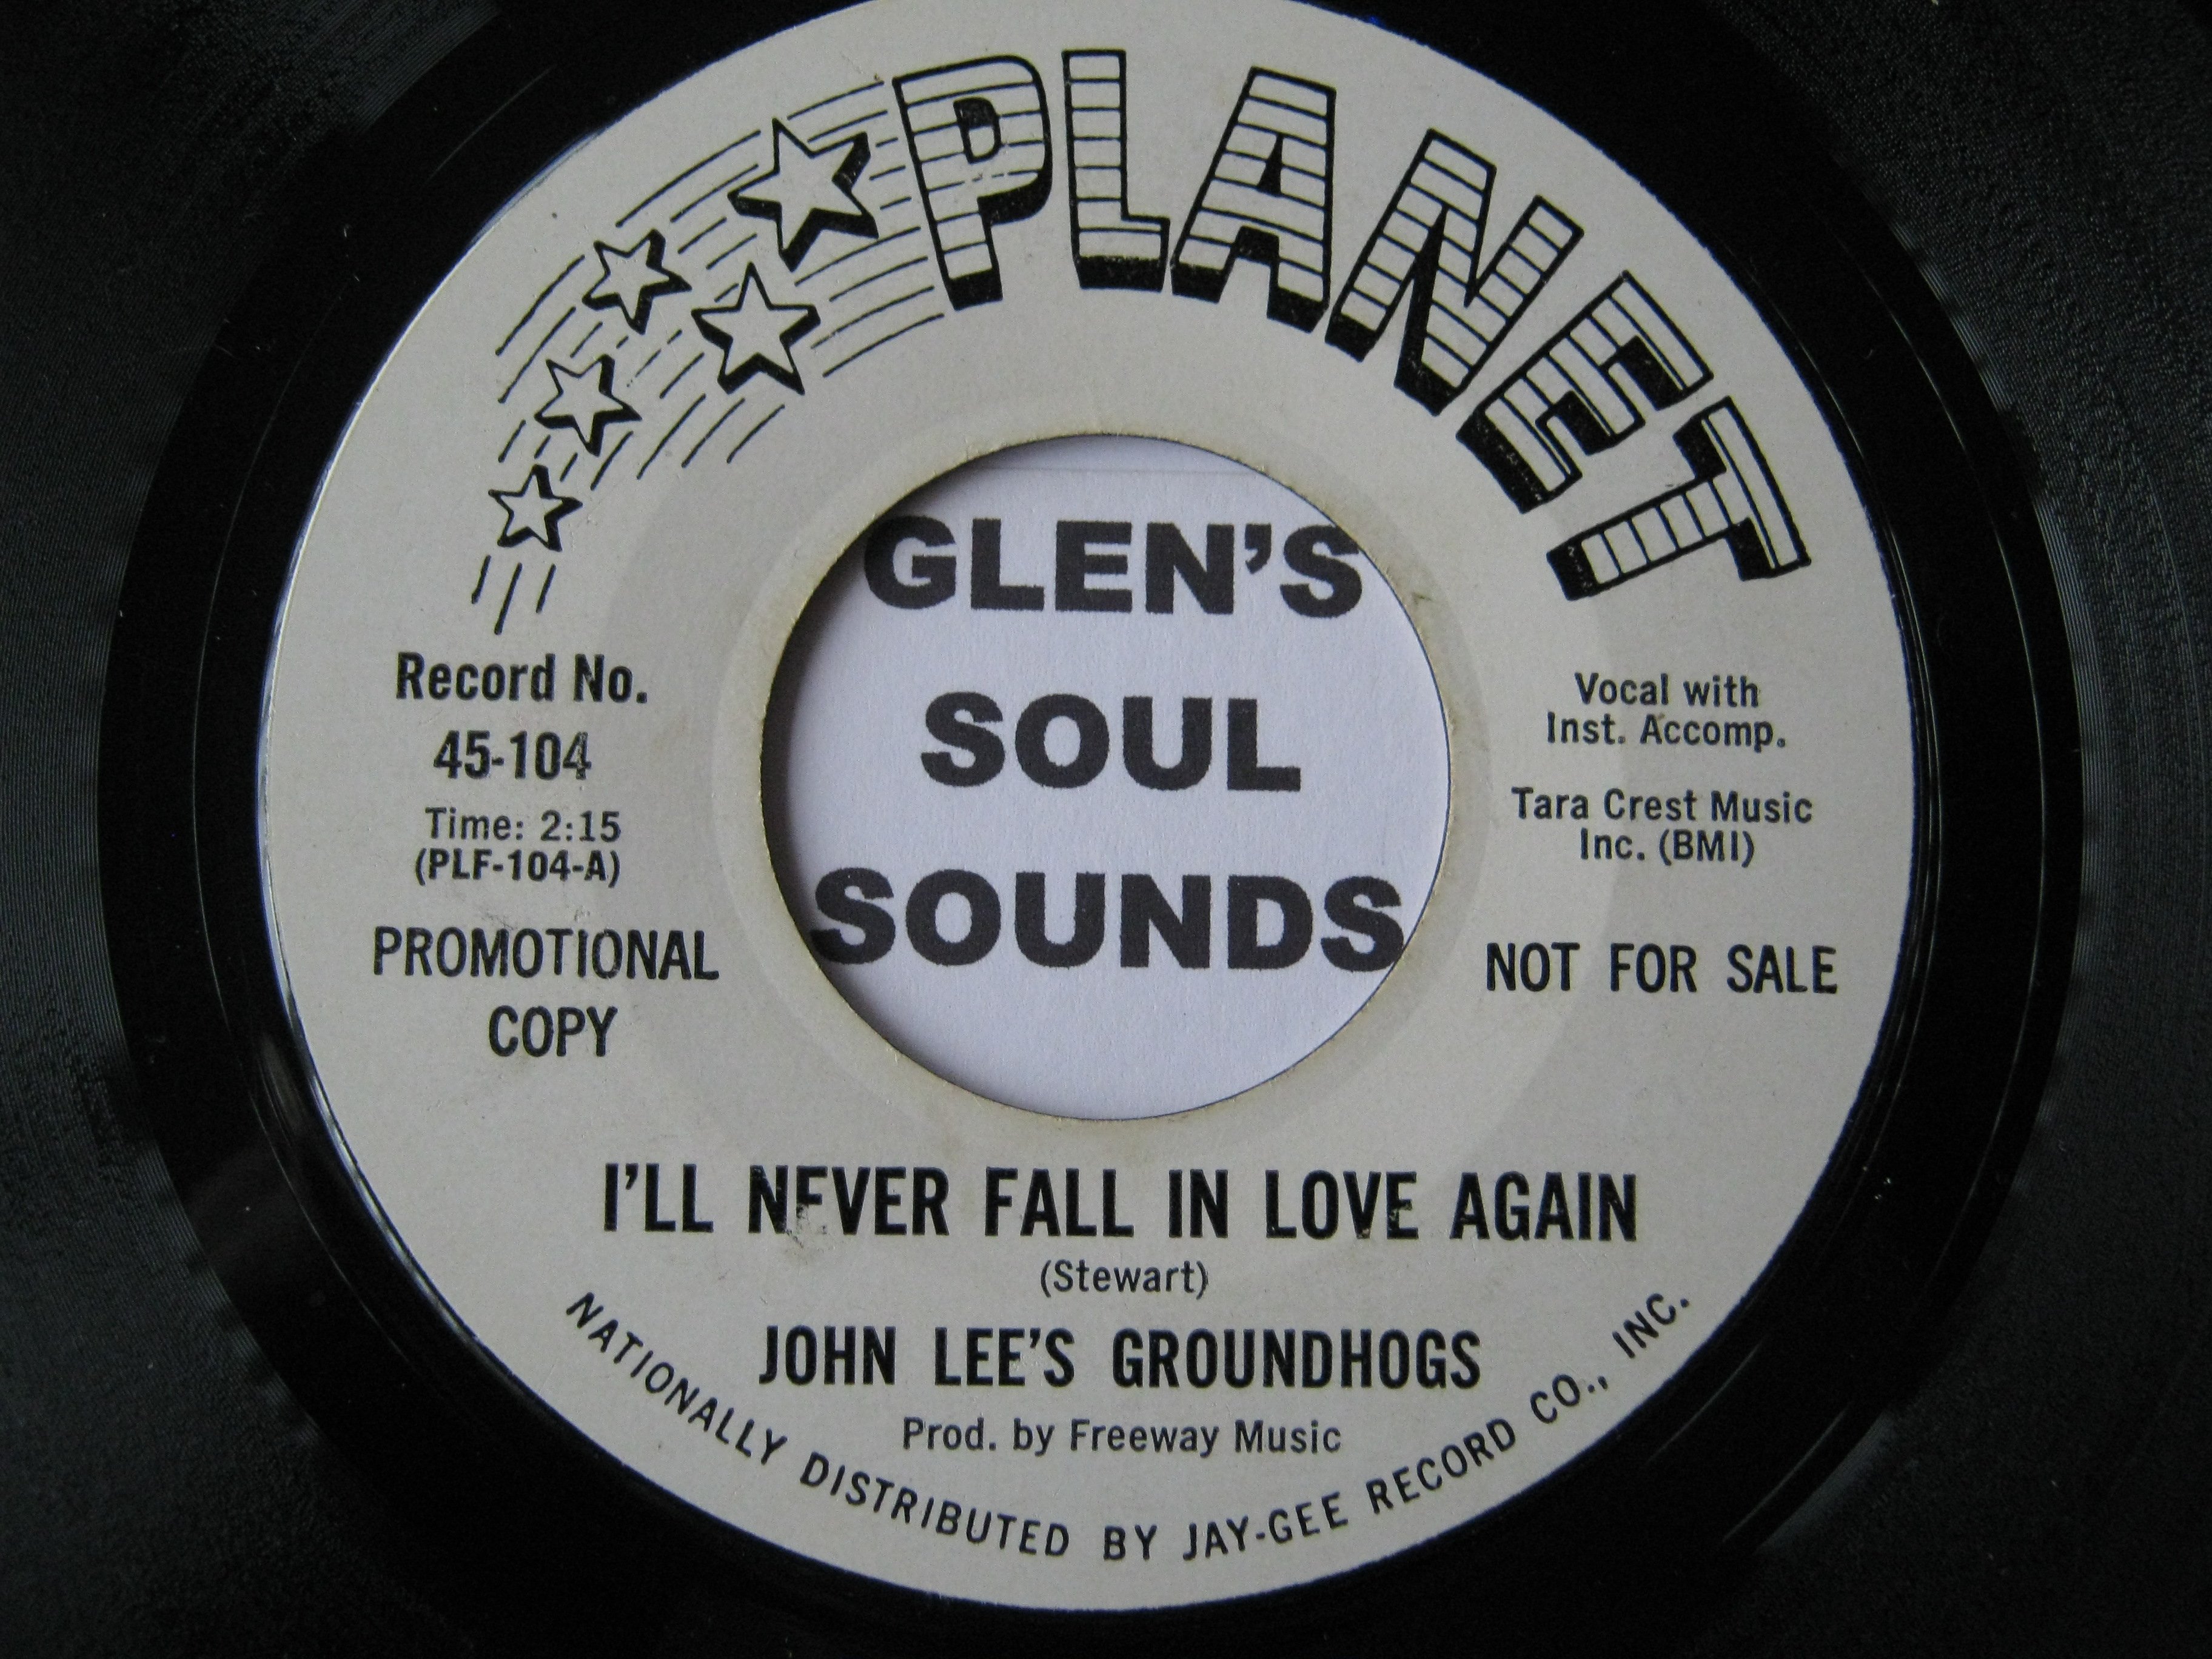 PLANET
GLEN'S
SOUL
SOUNDS
Record No.
45-104
Time: 2:15
(PLF-104-A)
PROMOTIONAL
COPY
Vocal with
Inst. Accomp.
Tara Crest Music
Inc. (BMI)
NOT FOR SALE
I'LL NEVER FALL IN LOVE AGAIN
(Stewart)
JOHN LEE'S GROUNDHOGS
Prod. by Freeway Music
NATIONALLY DISTRIBUTED BY JAY-GEE RECORD CO., INC.